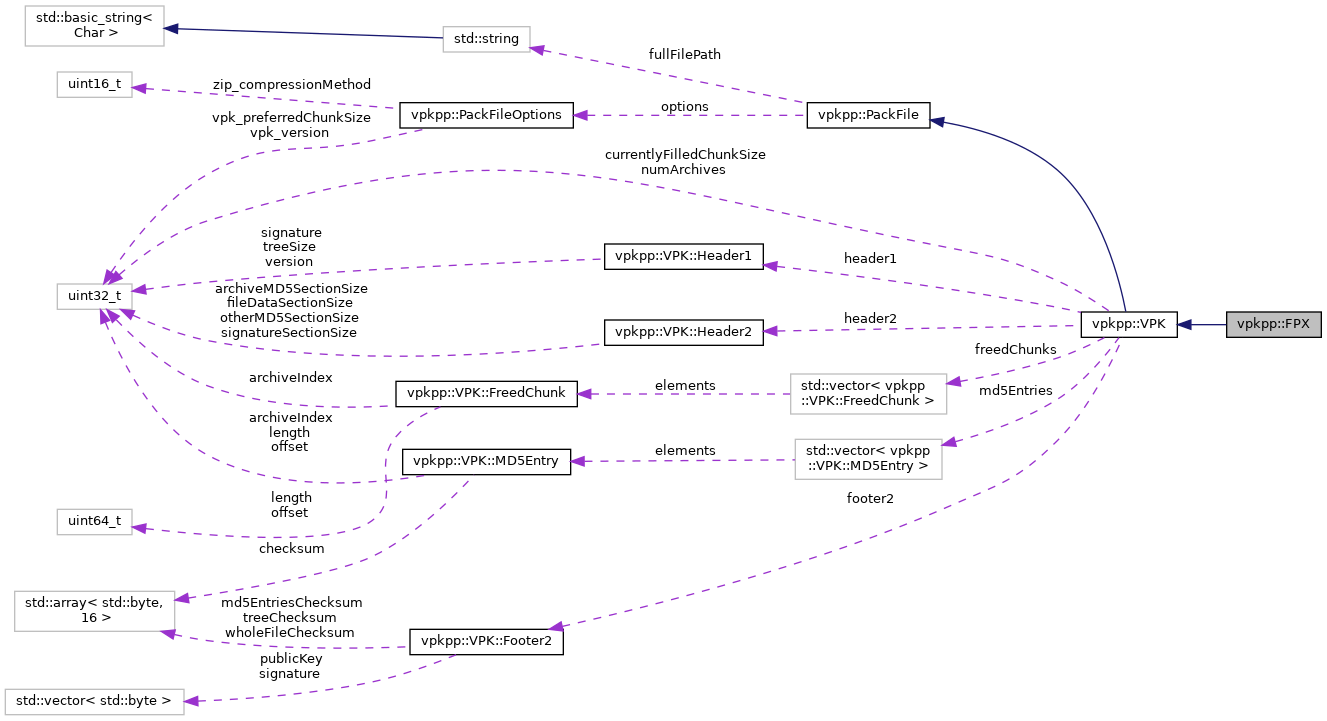 std::basic_string<
Char >
std::string
fullFilePath
uint16_t
zip_compressionMethod
vpkpp::PackFileOptions
options
vpkpp::PackFile
vpk_preferredChunkSize
vpk_version
currentlyFilledChunkSize
numArchives
signature
treeSize
version
vpkpp::VPK::Header1
header1
uint32_t
archiveMD5SectionSize
fileDataSectionSize
otherMD5SectionSize
signatureSectionSize
vpkpp::VPK::Header2
header2
vpkpp::VPK
vpkpp::FPX
freedChunks
archiveIndex
vpkpp::VPK::FreedChunk
elements
std::vector< vpkpp
::VPK::FreedChunk >
md5Entries
archiveIndex
length
offset
vpkpp::VPK::MD5Entry
elements
std::vector< vpkpp
::VPK::MD5Entry >
length
offset
footer2
uint64_t
checksum
std::array< std::byte,
16 >
md5EntriesChecksum
treeChecksum
wholeFileChecksum
vpkpp::VPK::Footer2
publicKey
signature
std::vector< std::byte >